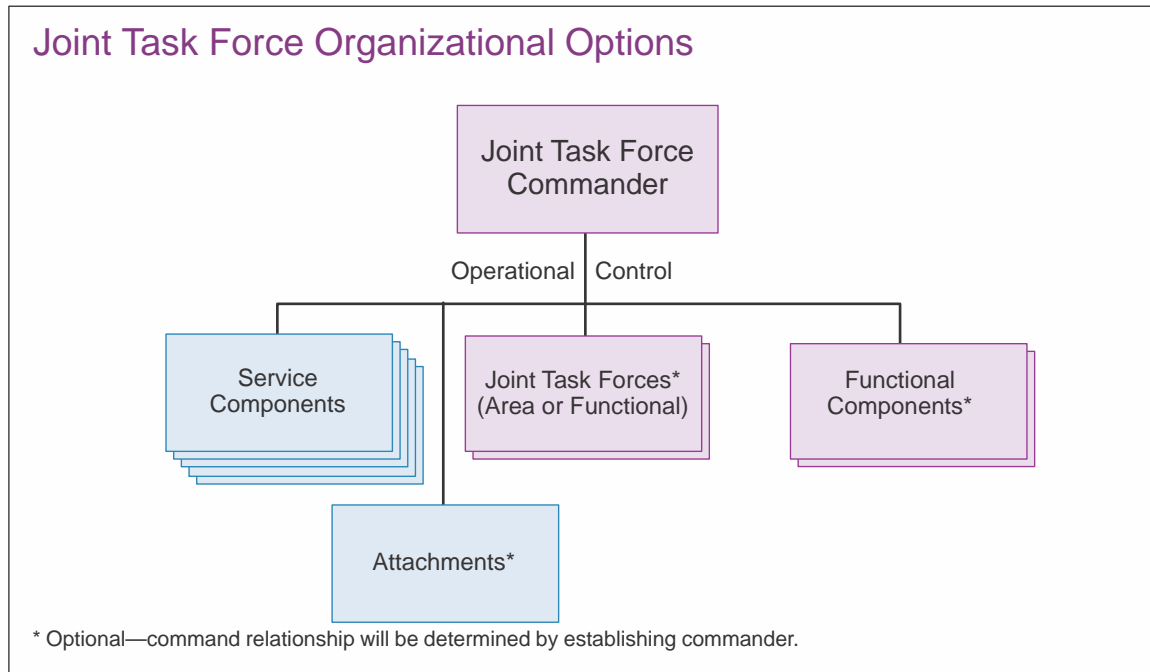 Joint Task Force Organizational Options
Joint Task Force
Commander
Operational Control
Service
Components
Joint Task Forces*
(Area or Functional)
Functional
Components*
Attachments*
* Optional—command relationship will be determined by establishing commander.